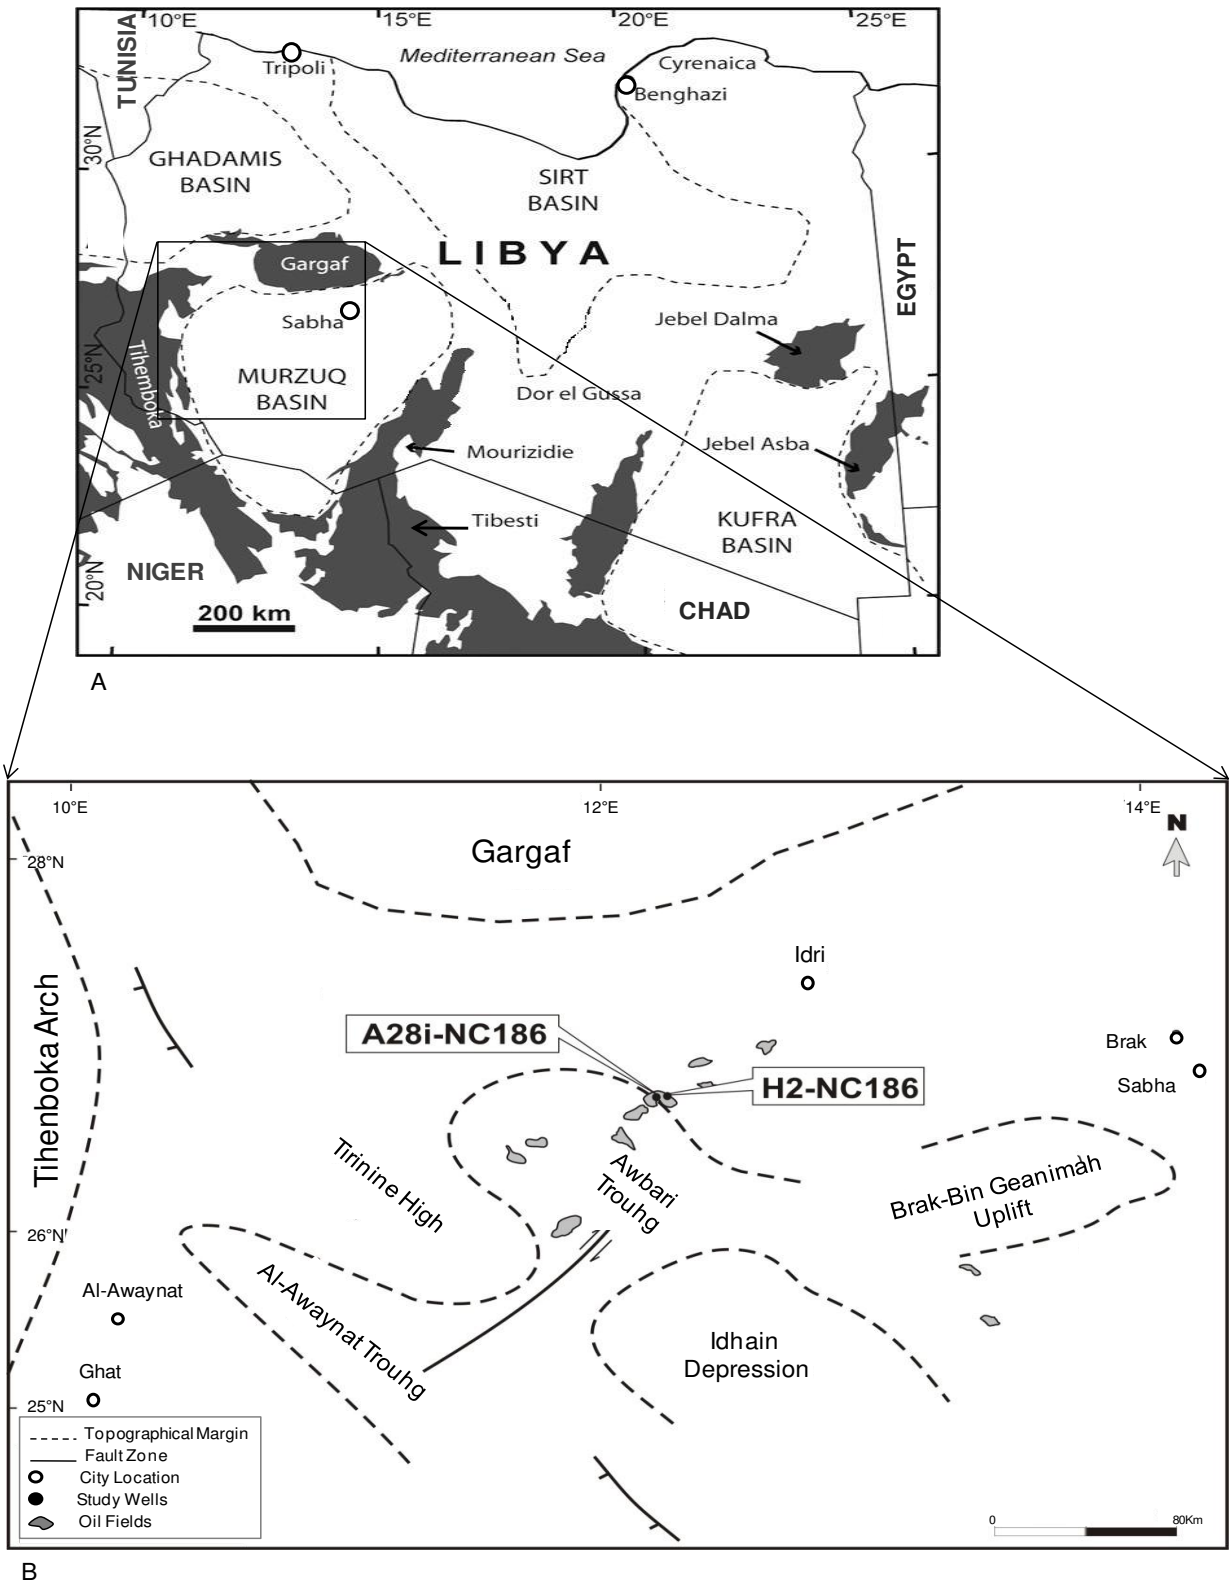 10°E
15°E
20°E
25°E
TUNISIA
Tripoli
Mediterranean Sea
Cyrenaica
Benghazi
30°N
GHADAMIS
BASIN
SIRT
BASIN
LIBYA
EGYPT
Gargaf
Sabha
Jebel Dalma
25°N
Tihemboka
MURZUQ
BASIN
Dor el Gussa
Mourizidie
Jebel Asba
Tibesti
KUFRA
BASIN
20°N
NIGER
CHAD
200 km
A
10°E
12°E
14°E
N
28°N
Gargaf
Idri
Tihenboka Arch
A28i-NC186
Brak
Sabha
H2-NC186
Tirinine High
Awbari
Trouhg
Brak-Bin Geanimah
Uplift
26°N
Al-Awaynat
Al-Awaynat Trouhg
Idhain
Depression
Ghat
25°N
Topographical Margin
Fault Zone
City Location
Study Wells
Oil Fields
0
80Km
B